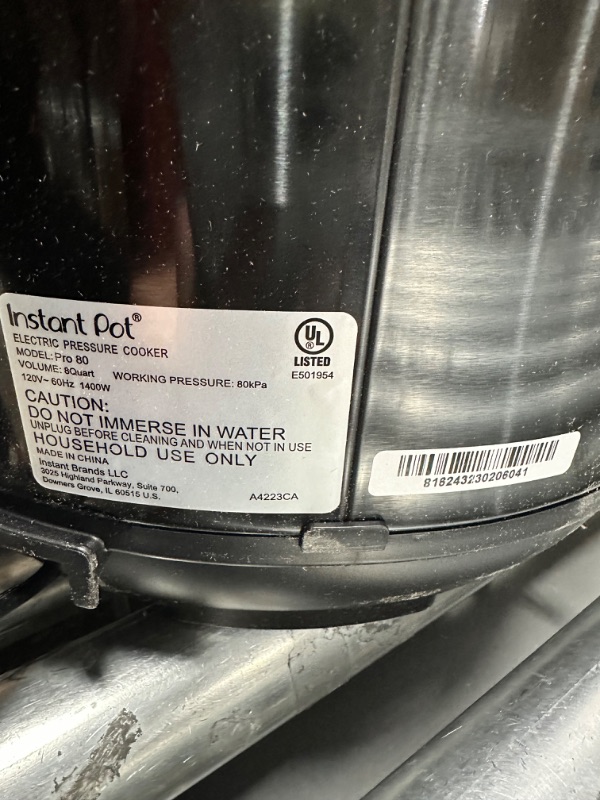 Instant Pot®
ELECTRIC PRESSURE COOKER
MODEL: Pro 80
VOLUME: 8Quart WORKING PRESSURE: 80kPa
120V~ 60Hz 1400W
UL
®
LISTED
E501954
CAUTION:
DO NOT IMMERSE IN WATER
UNPLUG BEFORE CLEANING AND WHEN NOT IN USE
HOUSEHOLD USE ONLY
MADE IN CHINA
Instant Brands LLC
3025 Highland Parkway, Suite 700,
Downers Grove, IL 60515 U.S.
A4223CA
816243230206041